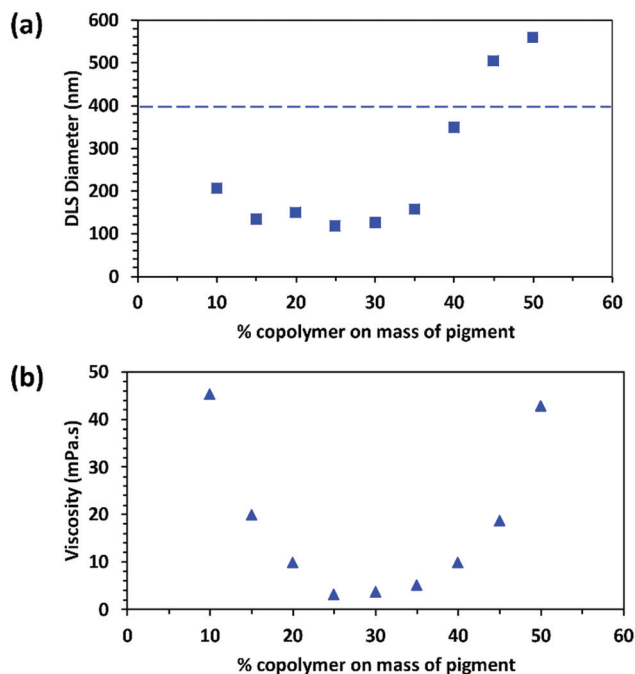 (a)
600
500
400
300
200
100
0
DLS Diameter (nm)
0 10 20 30 40 50 60
% copolymer on mass of pigment
(b)
50
40
30
20
10
0
Viscosity (mPa.s)
0 10 20 30 40 50 60
% copolymer on mass of pigment